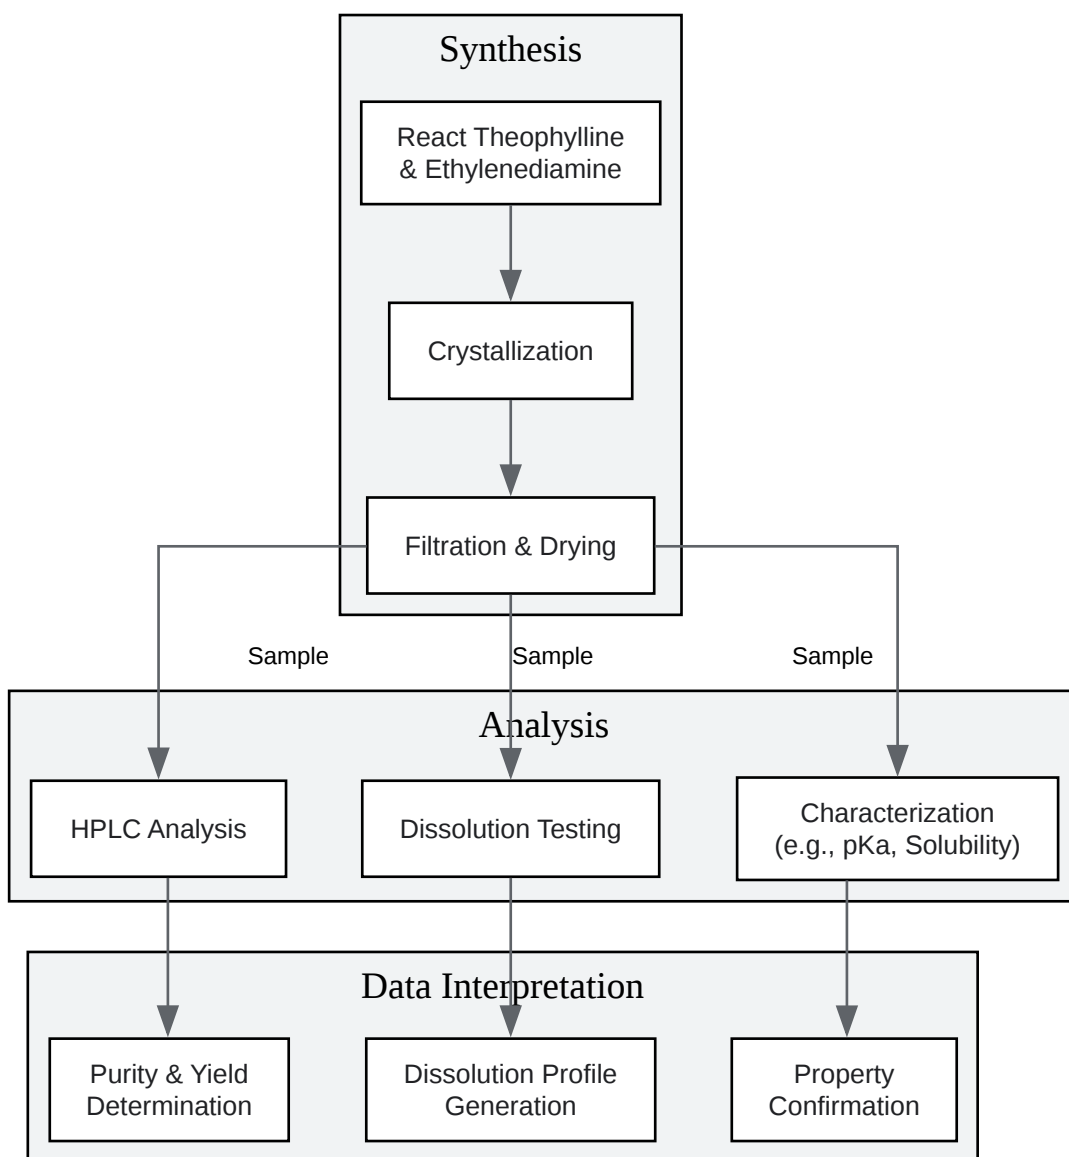 Synthesis
React Theophylline
& Ethylenediamine
Crystallization
Filtration & Drying
Sample
Sample
Sample
Analysis
HPLC Analysis
Dissolution Testing
Characterization
(e.g., pKa, Solubility)
Data Interpretation
Purity & Yield
Determination
Dissolution Profile
Generation
Property
Confirmation